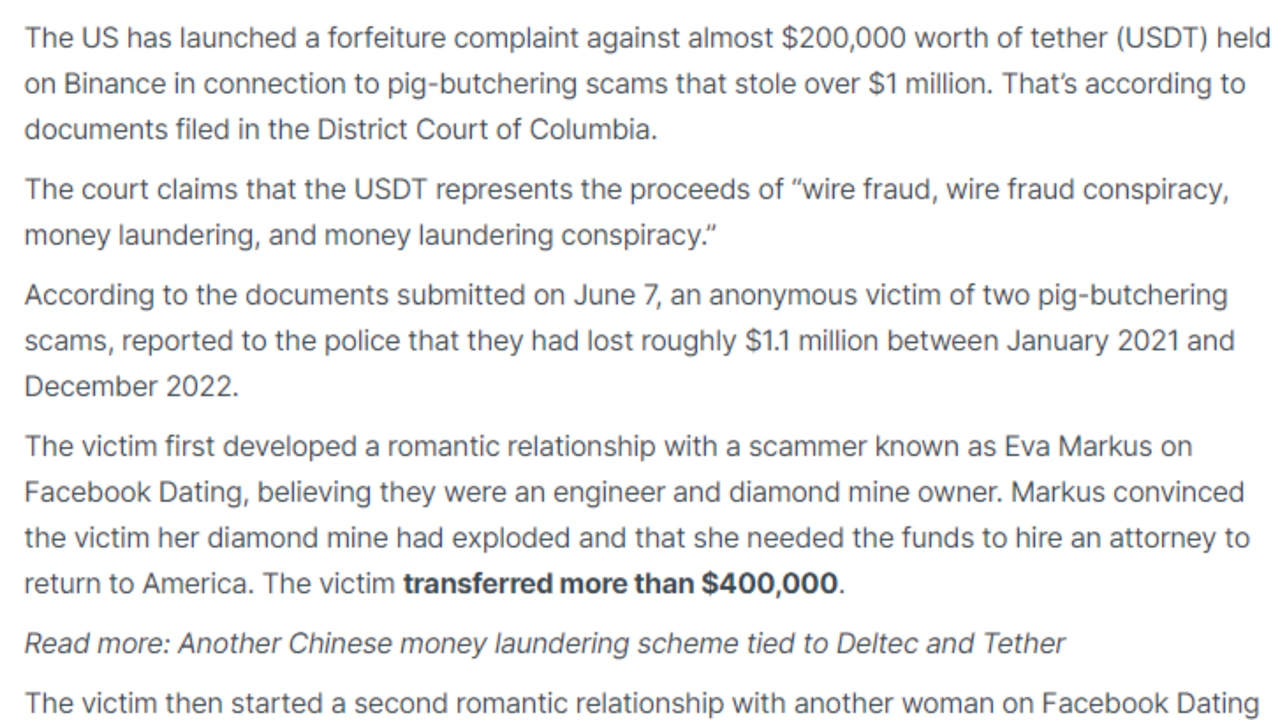 The US has launched a forfeiture complaint against almost $200,000 worth of tether (USDT) held
on Binance in connection to pig-butchering scams that stole over $1 million. That’s according to
documents filed in the District Court of Columbia.
The court claims that the USDT represents the proceeds of “wire fraud, wire fraud conspiracy,
money laundering, and money laundering conspiracy.”
According to the documents submitted on June 7, an anonymous victim of two pig-butchering
scams, reported to the police that they had lost roughly $1.1 million between January 2021 and
December 2022.
The victim first developed a romantic relationship with a scammer known as Eva Markus on
Facebook Dating, believing they were an engineer and diamond mine owner. Markus convinced
the victim her diamond mine had exploded and that she needed the funds to hire an attorney to
return to America. The victim transferred more than $400,000.
Read more: Another Chinese money laundering scheme tied to Deltec and Tether
The victim then started a second romantic relationship with another woman on Facebook Dating